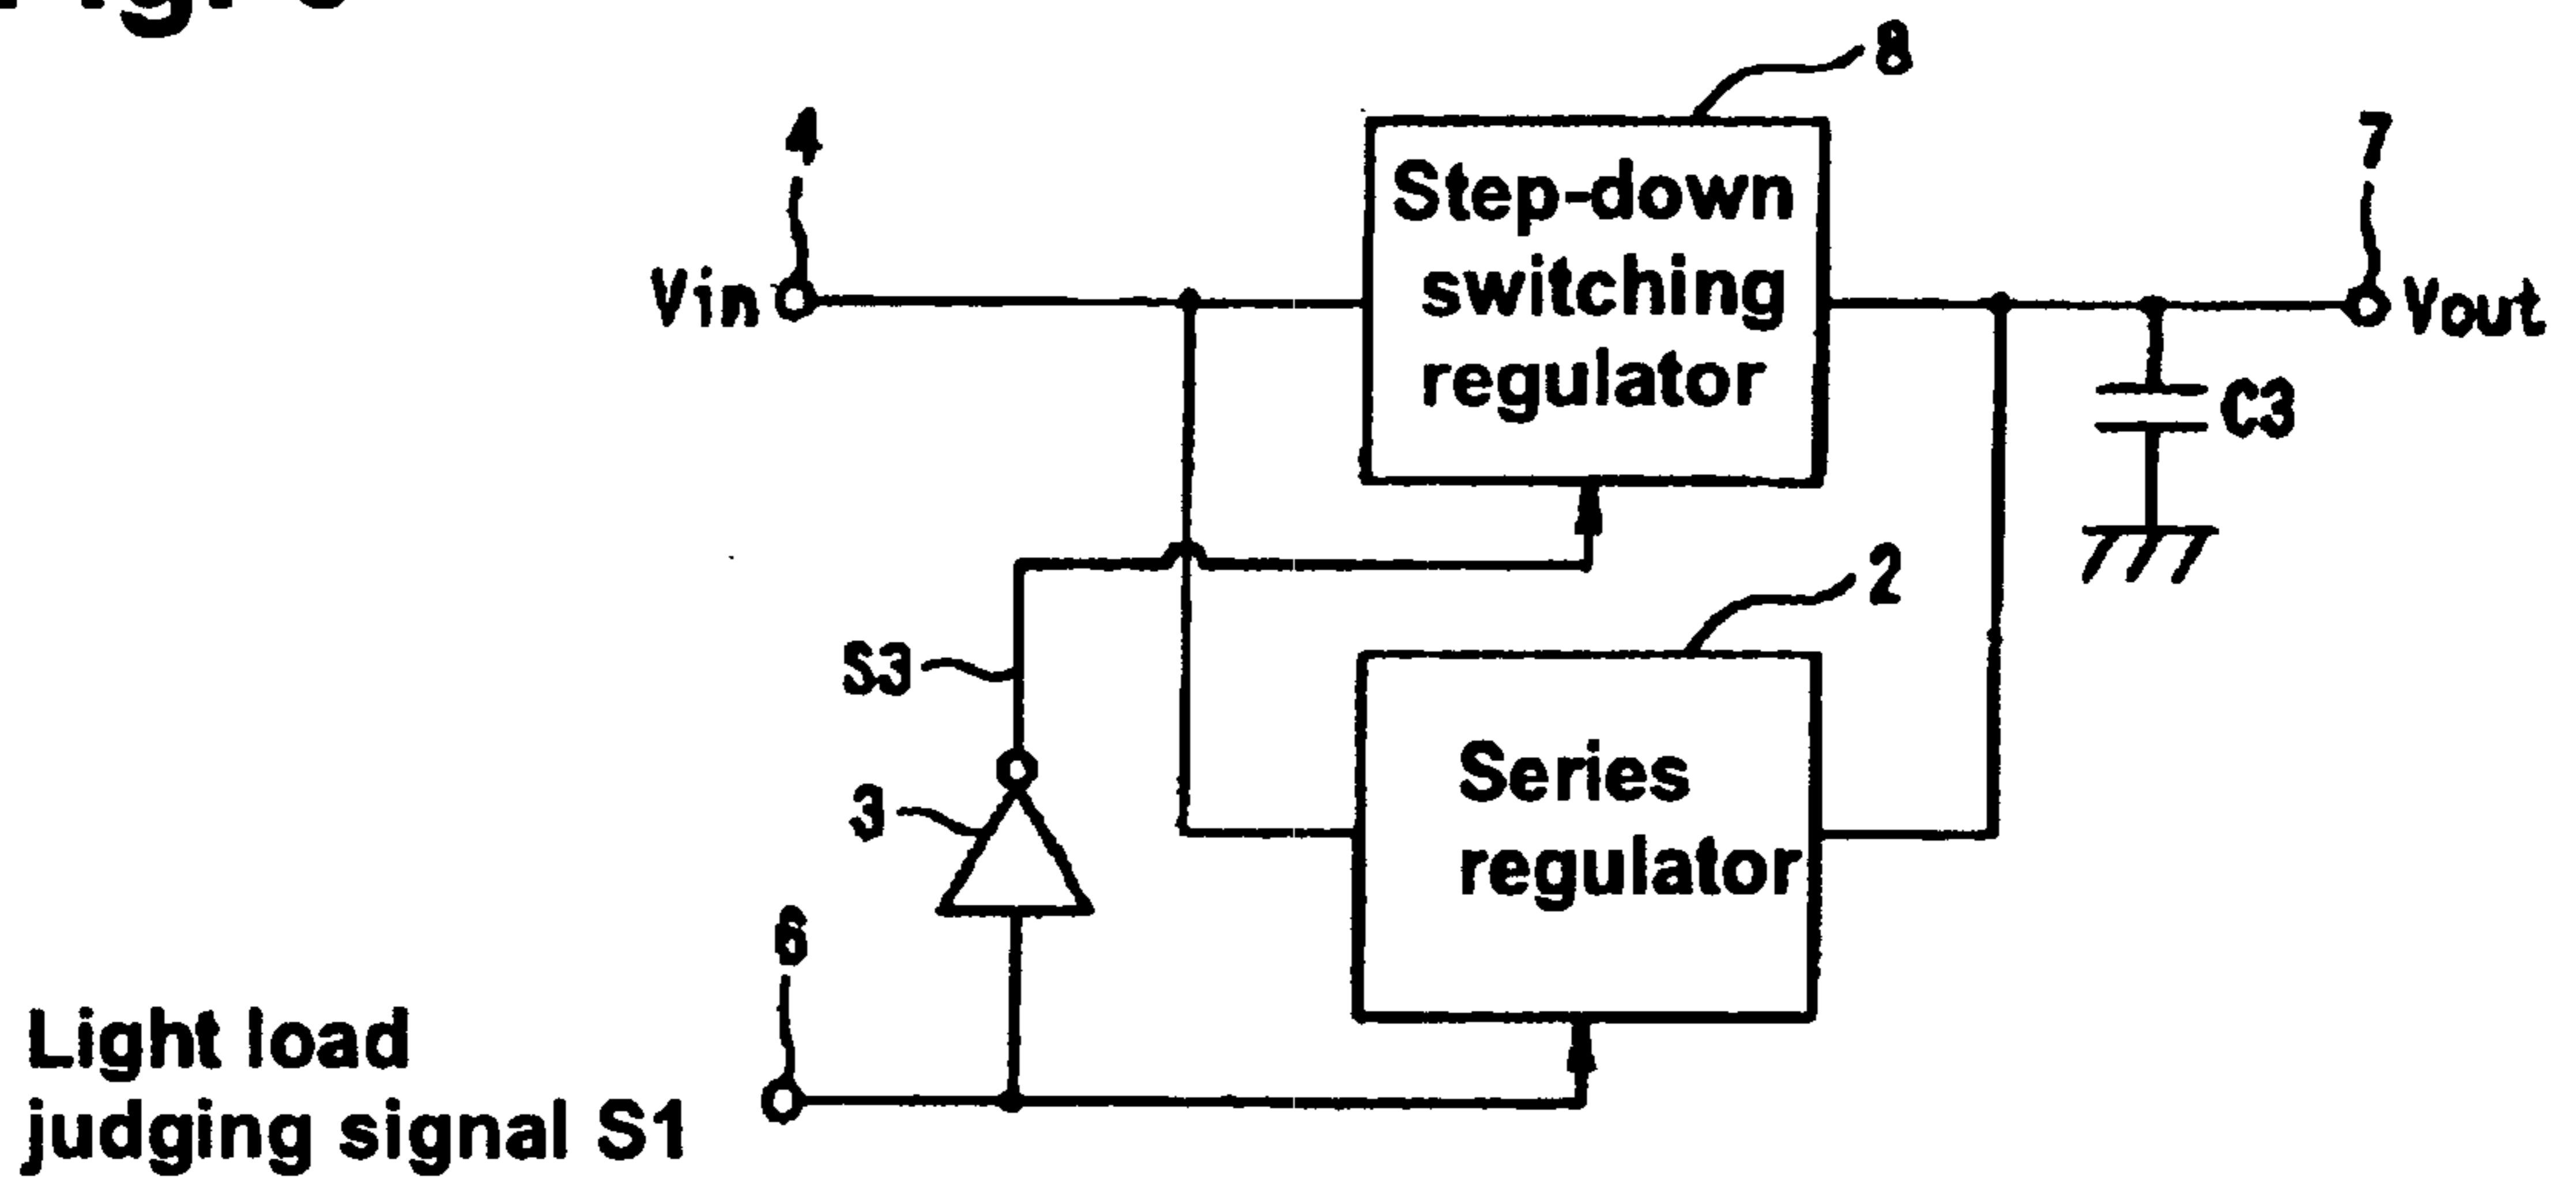 8
4
7
Step-down
switching
regulator
Vin
Vout
C3
2
S3
Series
regulator
3
6
Light load
judging signal S1